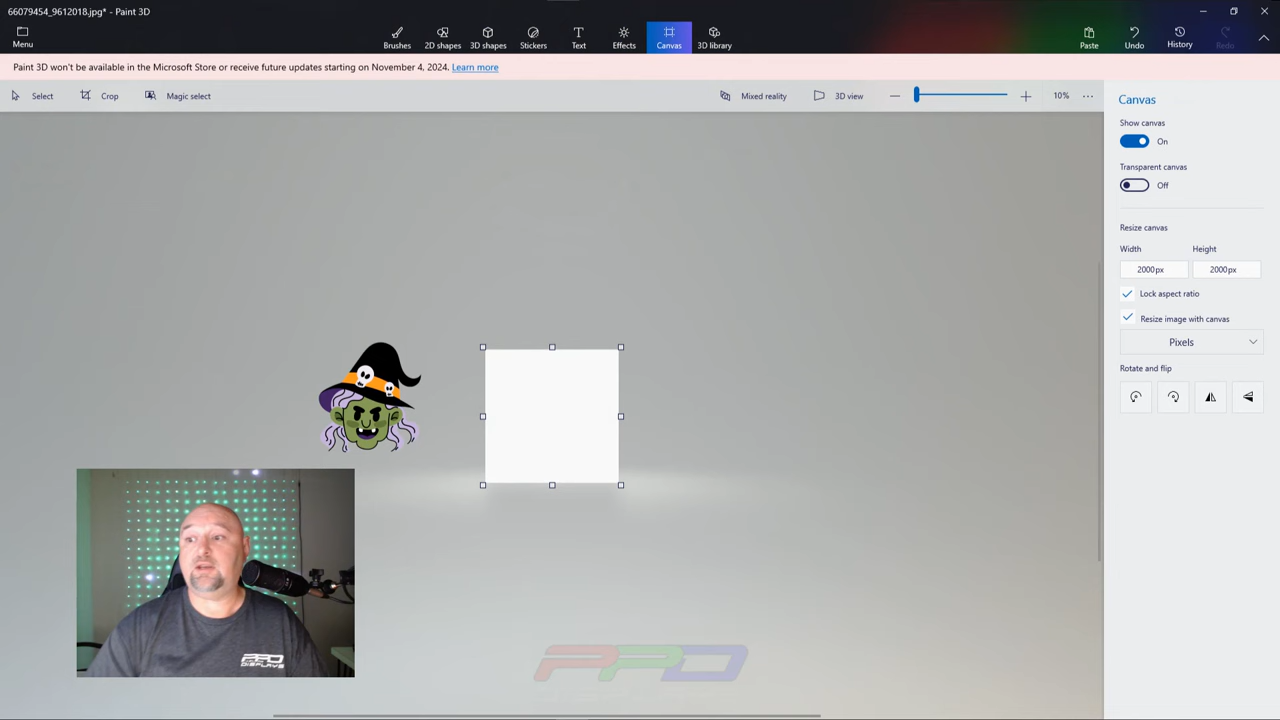 66079454_9612018.jpg* - Paint 3D
Menu
Brushes
2D shapes
3D shapes
Stickers
Text
Effects
Canvas
3D library
Paste
Undo
History
Redo
Paint 3D won't be available in the Microsoft Store or receive future updates starting on November 4, 2024. Learn more
Select
Crop
Magic select
Mixed reality
3D view
10%
Canvas
Show canvas
On
Transparent canvas
Off
Resize canvas
Width
Height
2000px
2000px
Lock aspect ratio
Resize image with canvas
Pixels
Rotate and flip
PPD
DISPLAYS
PPD